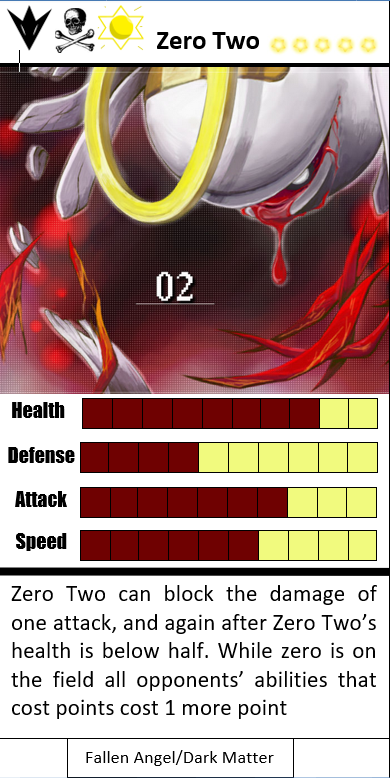 Zero Two
02
Health
Defense
Attack
Speed
Zero Two can block the damage of
one attack, and again after Zero Two’s
health is below half. While zero is on
the field all opponents’ abilities that
cost points cost 1 more point
Fallen Angel/Dark Matter